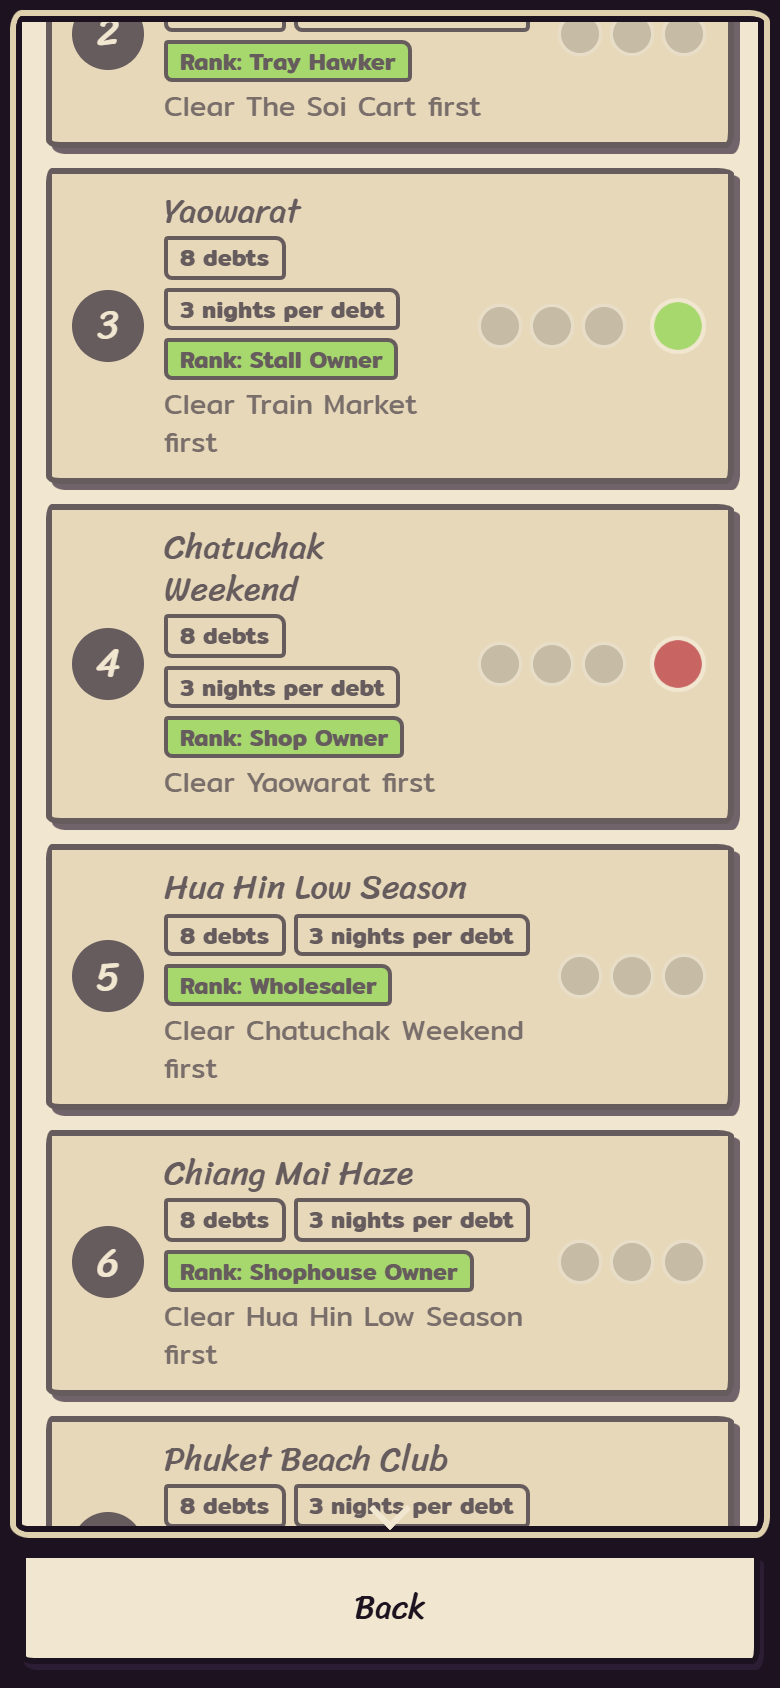 2
Rank: Tray Hawker
Clear The Soi Cart first
Yaowarat
8 debts
3 nights per debt
3
Rank: Stall Owner
Clear Train Market
first
Chatuchak
Weekend
8 debts
4
3 nights per debt
Rank: Shop Owner
Clear Yaowarat first
Hua Hin Low Season
8 debts 3 nights per debt
5
Rank: Wholesaler
Clear Chatuchak Weekend
first
Chiang Mai Haze
8 debts 3 nights per debt
6
Rank: Shophouse Owner
Clear Hua Hin Low Season
first
Phuket Beach Club
8 debts 3 nights per debt
Back